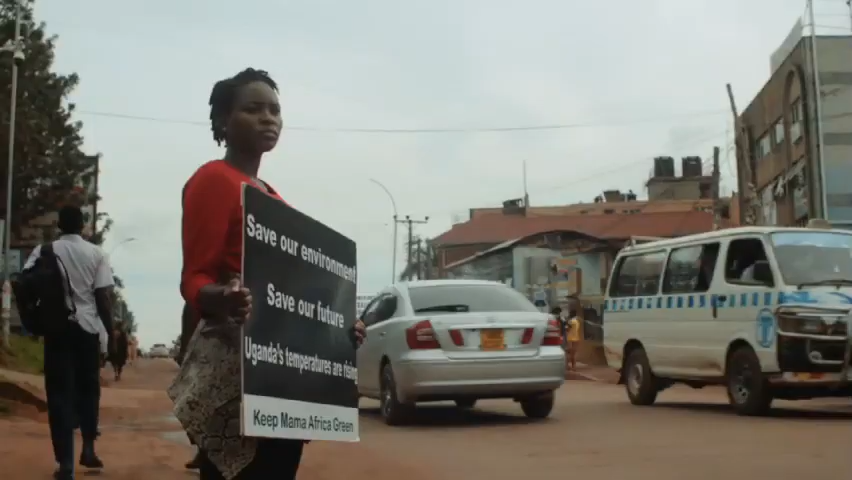 Save our environment
Save our future
Uganda's temperatures are rising
Keep Mama Africa Green